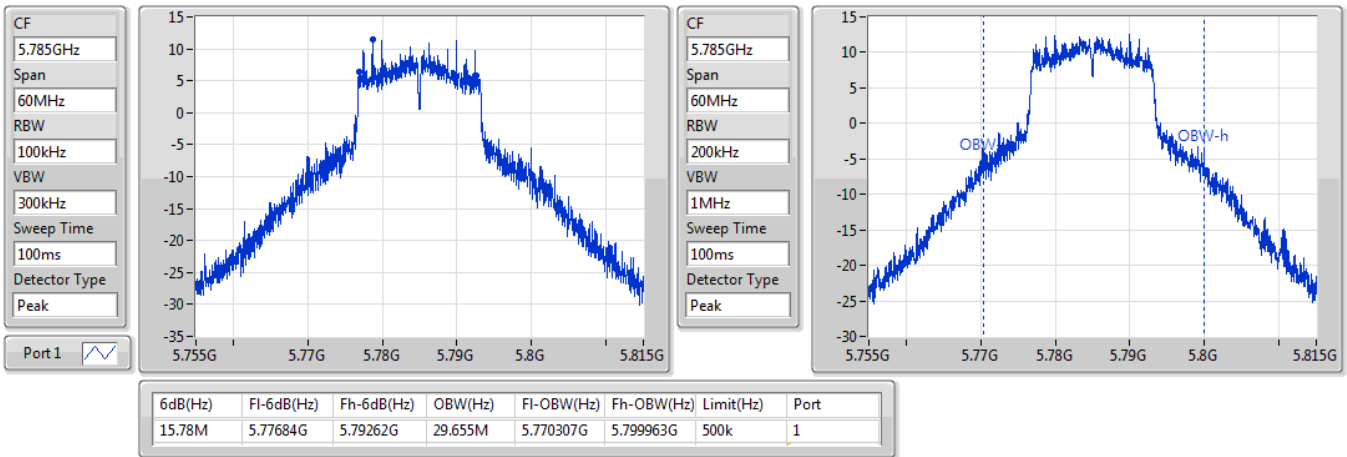 CF
5.785GHz
Span
60MHz
RBW
100kHz
VBW
300kHz
Sweep Time
100ms
Detector Type
Peak
Port 1
15
10
5
0
-5
-10
-15
-20
-25
-30
-35
5.755G 5.77G 5.78G 5.79G 5.8G 5.815G
CF
5.785GHz
Span
60MHz
RBW
200kHz
VBW
1MHz
Sweep Time
100ms
Detector Type
Peak
15
10
5
0
-5
-10
-15
-20
-25
-30
OBW-h
5.755G 5.77G 5.78G 5.79G 5.8G 5.815G
6dB(Hz) Fl-6dB(Hz) Fh-6dB(Hz) OBW(Hz) Fl-OBW(Hz) Fh-OBW(Hz) Limit(Hz) Port
15.78M 5.77684G 5.79262G 29.655M 5.770307G 5.799963G 500k 1